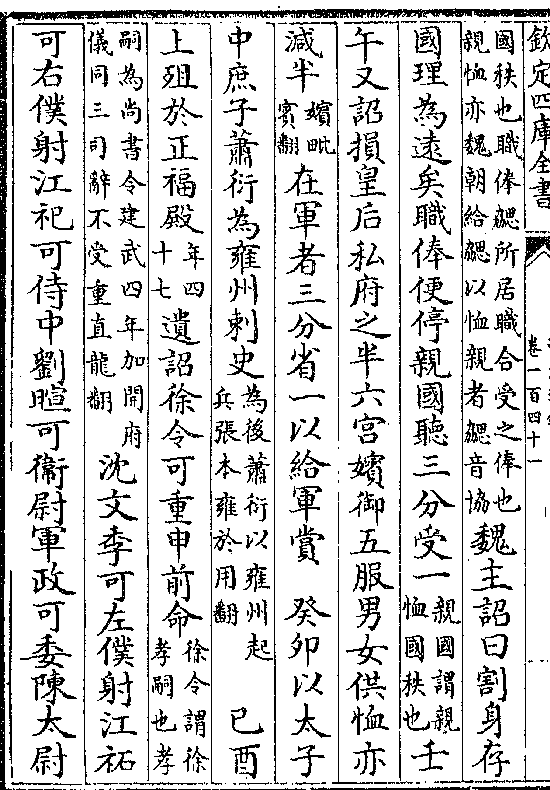 欽定四庫全書
卷一百四十一
國秩也職俸勰所居職合受之俸也
親恤亦魏朝給勰以恤親者勰音協
魏主詔曰割身存
國理為遠矣職俸便停親國聽三分受一
親國謂親
恤國秩也
壬
午又詔損皇后私府之半六宮嬪御五服男女供恤亦
減半
嬪毗
賓翻
在軍者三分省一以給軍賞 癸卯以太子
中庶子蕭衍為雍州刺史
為後蕭衍以雍州起
兵張本雍於用翻
己酉
上殂於正福殿
年四
十七
遺詔徐令可重申前命
徐令謂徐
孝嗣也孝
嗣為尚書令建武四年加開府
儀同三司辭不受重直龍翻
沈文季可左僕射江祏
可右僕射江祀可侍中劉暄可衛尉軍政可委陳太尉